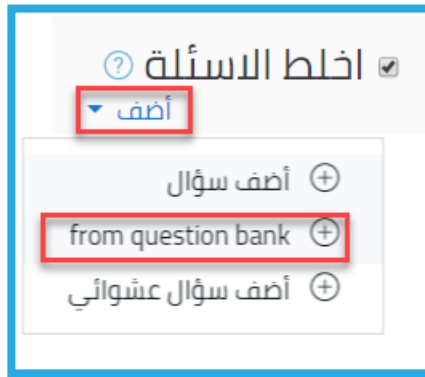 اخلط الاسئلة
أضف
أضف سؤال
from question bank
أضف سؤال عشوائي